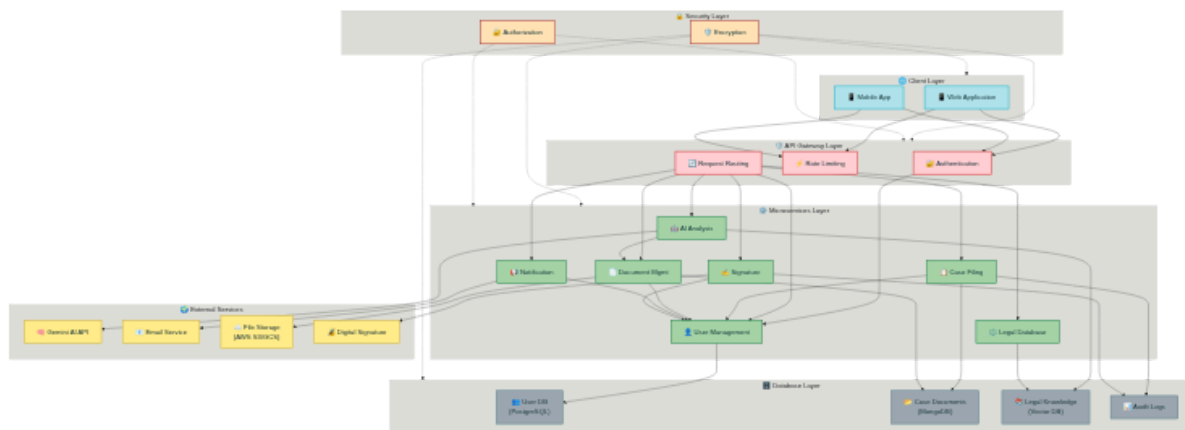 🔒 Security Layer
🔐 Authorization
🛡️ Encryption
🌐 Client Layer
📱 Mobile App
📱 Web Application
🛡️ API Gateway Layer
🔄 Request Routing
⚡ Rate Limiting
🔐 Authentication
⚙️ Microservices Layer
🤖 AI Analysis
📢 Notification
📄 Document Mgmt
✍️ Signature
📋 Case Filing
🌍 External Services
🧠 Gemini AI API
📧 Email Service
☁️ File Storage
🔏 Digital Signature
👤 User Management
⚖️ Legal Database
🗄️ Database Layer
👥 User DB
(PostgreSQL)
📂 Case Documents
(MongoDB)
📚 Legal Knowledge
(Vector DB)
📊 Audit Logs